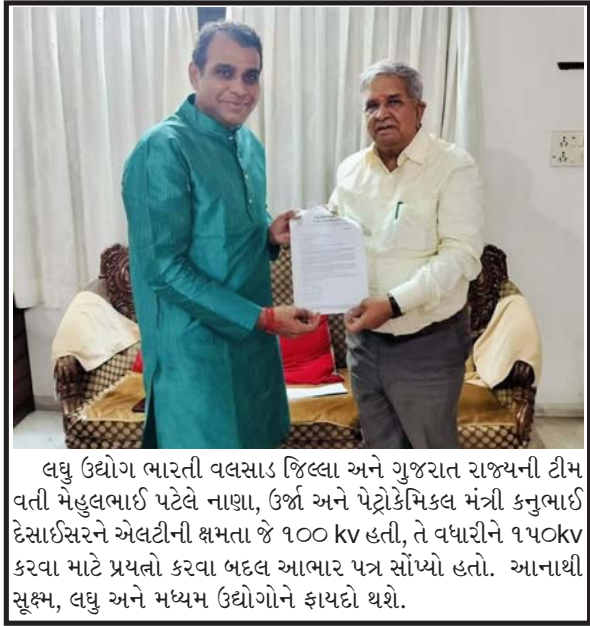 લઘુ ઉદ્યોગ ભારતી વલસાડ જિલ્લા અને ગુજરાત રાજ્યની ટીમ
વતી મેહુલભાઈ પટેલે નાણા, ઉર્જા અને પેટ્રોકેમિકલ મંત્રી કનુભાઈ
દેસાઈસરને એલટીની ક્ષમતા જે ૧૦૦ kv હતી, તે વધારીને ૧૫૦kv
કરવા માટે પ્રયત્નો કરવા બદલ આભાર પત્ર સોંપ્યો હતો. આનાથી
સૂક્ષ્મ, લઘુ અને મધ્યમ ઉદ્યોગોને ફાયદો થશે.